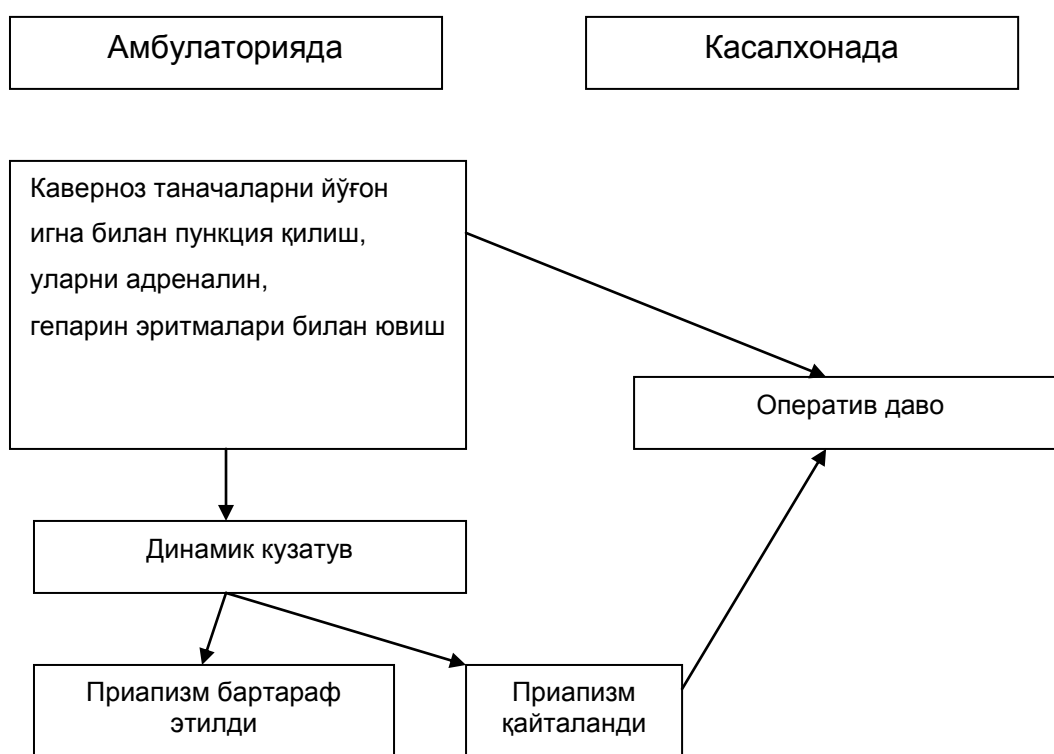 Амбулаторияда
Касалхонада
Каверноз таначаларни йўғон
игна билан пункция қилиш,
уларни адреналин,
гепарин эритмалари билан ювиш
Оператив даво
Динамик кузатув
Приапизм бартараф
этилди
Приапизм
қайталанди